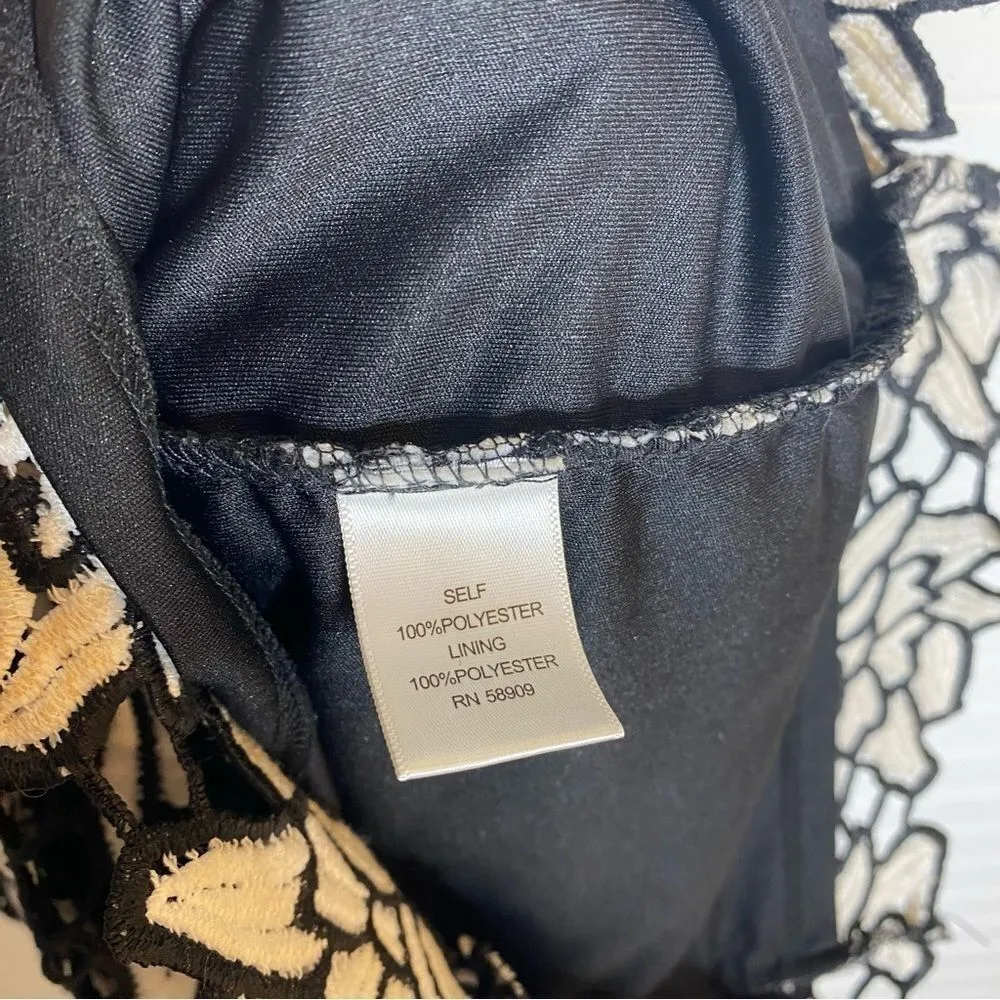 SELF
100%POLYESTER
LINING
100%POLYESTER
RN 58909